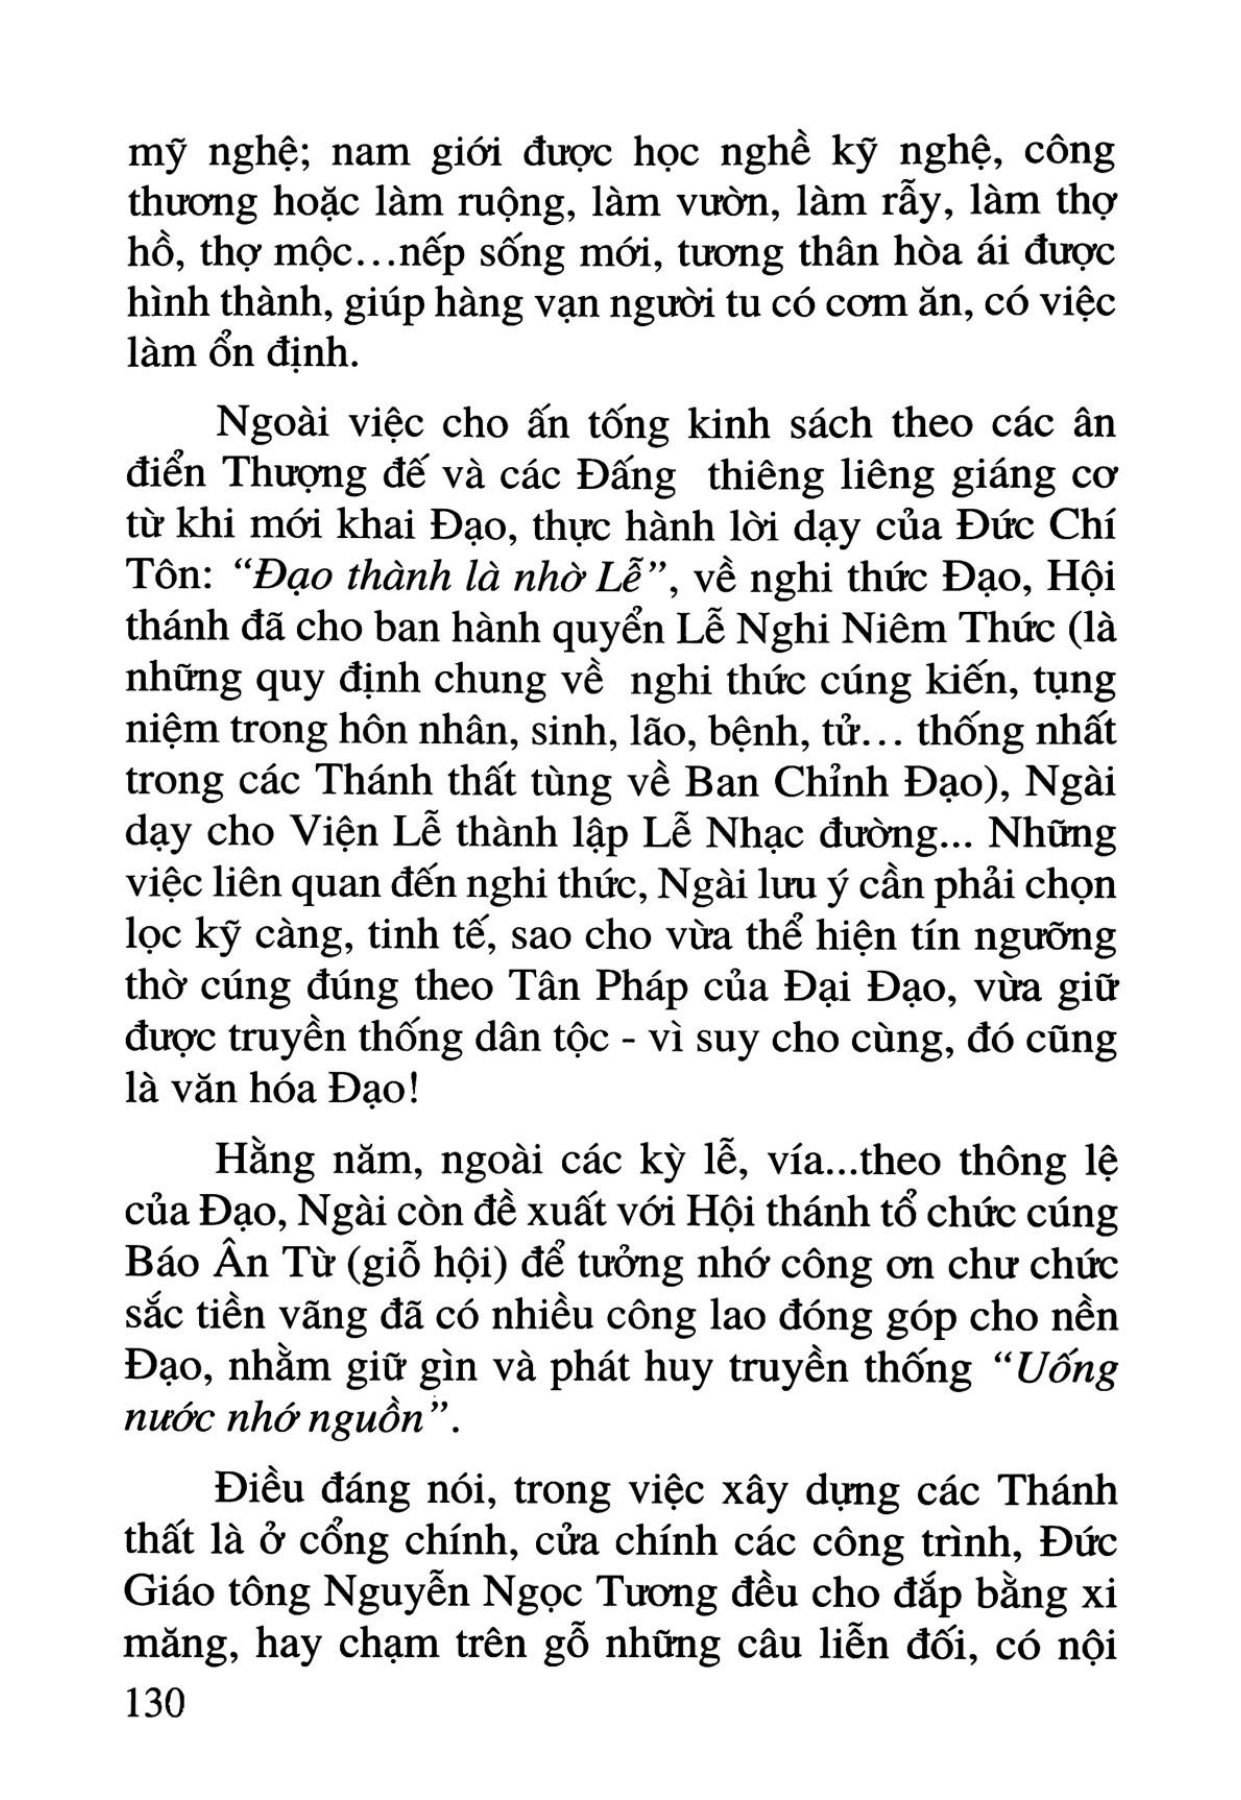 mỹ nghệ; nam giới được học nghề kỹ nghệ, công
thương hoặc làm ruộng, làm vườn, làm rẫy, làm thợ
hồ, thợ mộc...nếp sống mới, tương thân hòa ái được
hình thành, giúp hàng vạn người tu có cơm ăn, có việc
làm ổn định.
Ngoài việc cho ấn tống kinh sách theo các ân
điển Thượng đế và các Đấng thiêng liêng giáng cơ
từ khi mới khai Đạo, thực hành lời dạy của Đức Chí
Tôn: “Đạo thành là nhờ Lễ”, về nghi thức Đạo, Hội
thánh đã cho ban hành quyển Lễ Nghi Niêm Thức (là
những quy định chung về nghi thức cúng kiến, tụng
niệm trong hôn nhân, sinh, lão, bệnh, tử... thống nhất
trong các Thánh thất tùng về Ban Chỉnh Đạo), Ngài
dạy cho Viện Lễ thành lập Lễ Nhạc đường... Những
việc liên quan đến nghi thức, Ngài lưu ý cần phải chọn
lọc kỹ càng, tinh tế, sao cho vừa thể hiện tín ngưỡng
thờ cúng đúng theo Tân Pháp của Đại Đạo, vừa giữ
được truyền thống dân tộc - vì suy cho cùng, đó cũng
là văn hóa Đạo!
Hằng năm, ngoài các kỳ lễ, vía...theo thông lệ
của Đạo, Ngài còn đề xuất với Hội thánh tổ chức cúng
Báo Ân Từ (giỗ hội) để tưởng nhớ công ơn chư chức
sắc tiền vãng đã có nhiều công lao đóng góp cho nền
Đạo, nhằm giữ gìn và phát huy truyền thống “Uống
nước nhớ nguồn”.
Điều đáng nói, trong việc xây dựng các Thánh
thất là ở cổng chính, cửa chính các công trình, Đức
Giáo tông Nguyễn Ngọc Tương đều cho đắp bằng xi
măng, hay chạm trên gỗ những câu liễn đối, có nội
130